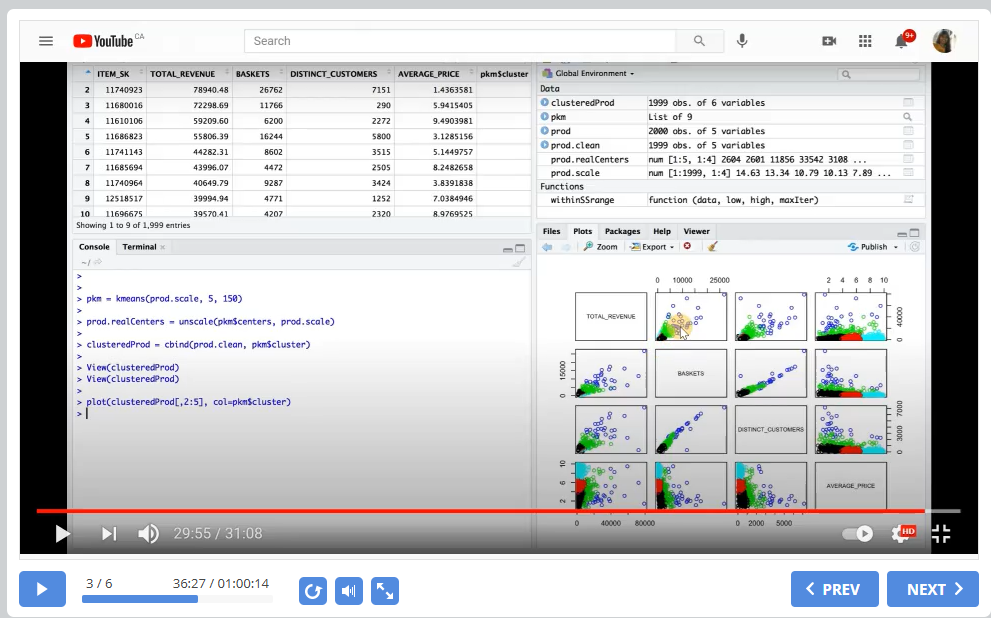 YouTube CA
Search
9+
ITEM_SK TOTAL_REVENUE BASKETS DISTINCT_CUSTOMERS AVERAGE_PRICE pkm$cluster
2 11740923 78940.48 26762 7151 1.4363581
3 11680016 72298.69 11766 290 5.9415405
4 11610106 59209.60 6200 2272 9.4903981
5 11686823 55806.39 16244 5800 3.1285156
6 11741143 44282.31 8602 3515 5.1449757
7 11685694 43996.07 4472 2505 8.2482658
8 11740964 40649.79 9287 3424 3.8391838
9 12518517 39994.94 4771 1252 7.0384946
10 11696675 39570.41 4207 2320 8.9769525
Showing 1 to 9 of 1,999 entries
Console Terminal ×
~/
>
>
> pkm = kmeans(prod.scale, 5, 150)
>
> prod.realCenters = unscale(pkm$centers, prod.scale)
>
> clusteredProd = cbind(prod.clean, pkm$cluster)
>
> View(clusteredProd)
> View(clusteredProd)
>
> plot(clusteredProd[,2:5], col=pkm$cluster)
>
Global Environment
Data
clusteredProd 1999 obs. of 6 variables
pkm List of 9
prod 2000 obs. of 5 variables
prod.clean 1999 obs. of 5 variables
prod.realCenters num [1:5, 1:4] 2604 2601 11856 33542 3108 ...
prod.scale num [1:1999, 1:4] 14.63 13.34 10.79 10.13 7.89 ...
Functions
withinSSrange function (data, low, high, maxIter)
Files Plots Packages Help Viewer
Zoom Export Publish
0 10000 25000 2 4 6 8 10
TOTAL_REVENUE
0 40000
BASKETS
0 15000
DISTINCT_CUSTOMERS
0 3000 7000
AVERAGE_PRICE
2 6 10
0 40000 80000 0 2000 5000
29:55 / 31:08
HD
3 / 6 36:27 / 01:00:14
PREV NEXT